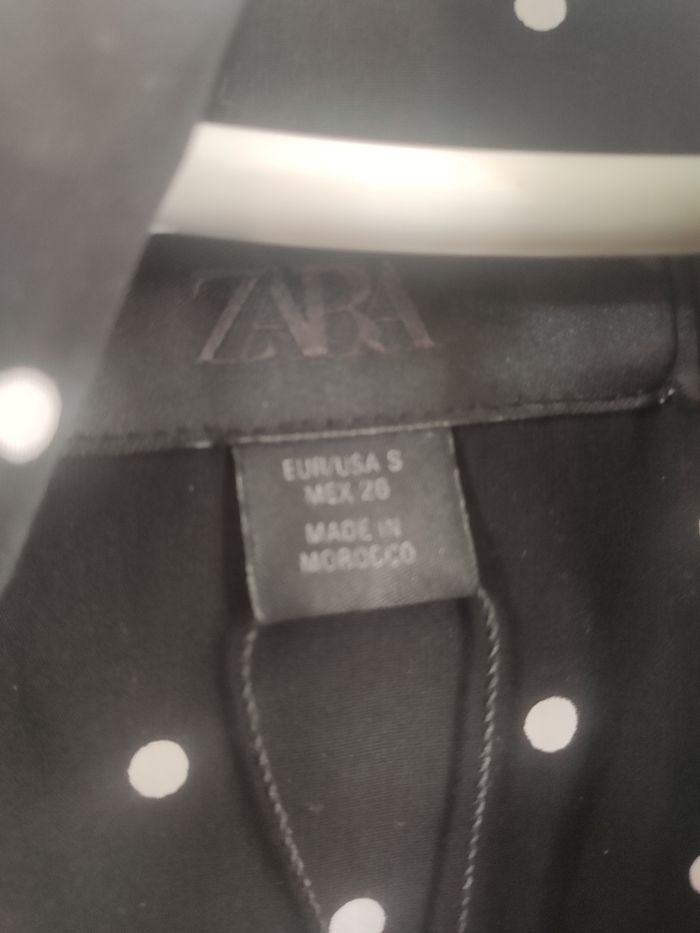 ZARA
EUR/USA S
MEX 26
MADE IN
MOROCCO